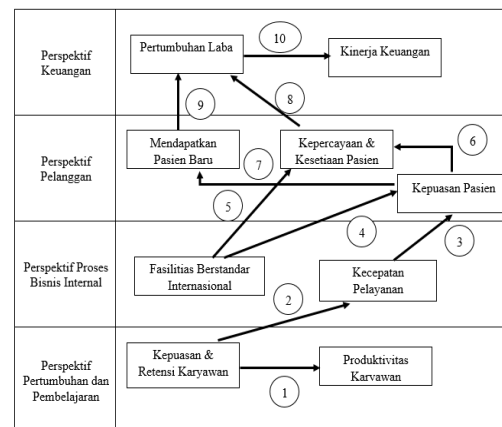 Perspektif
Keuangan
Pertumbuhan Laba
10
Kinerja Keuangan
9
8
Perspektif
Pelanggan
Mendapatkan
Pasien Baru
7
Kepercayaan &
Kesetiaan Pasien
6
Kepuasan Pasien
5
4
3
Perspektif Proses
Bisnis Internal
Fasilitias Berstandar
Internasional
Kecepatan
Pelayanan
2
Perspektif
Pertumbuhan dan
Pembelajaran
Kepuasan &
Retensi Karyawan
1
Produktivitas
Karvawan